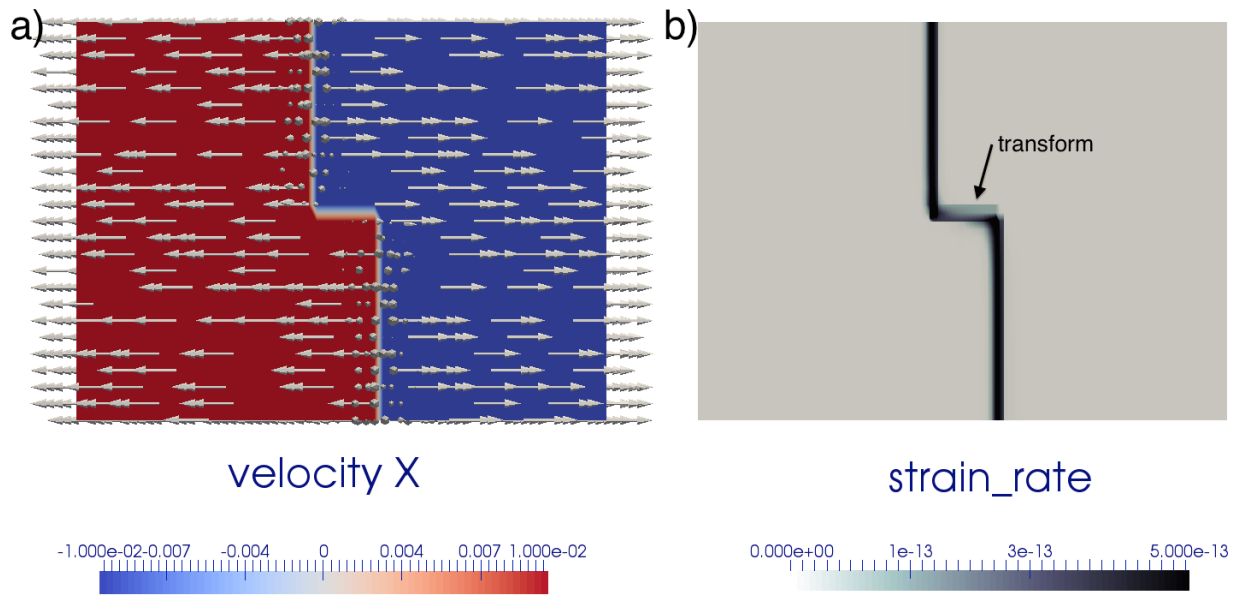 a)
b)
transform
velocity X
strain_rate
-1.000e-02 -0.007 -0.004 0 0.004 0.007 1.000e-02
0.000e+00 1e-13 3e-13 5.000e-13